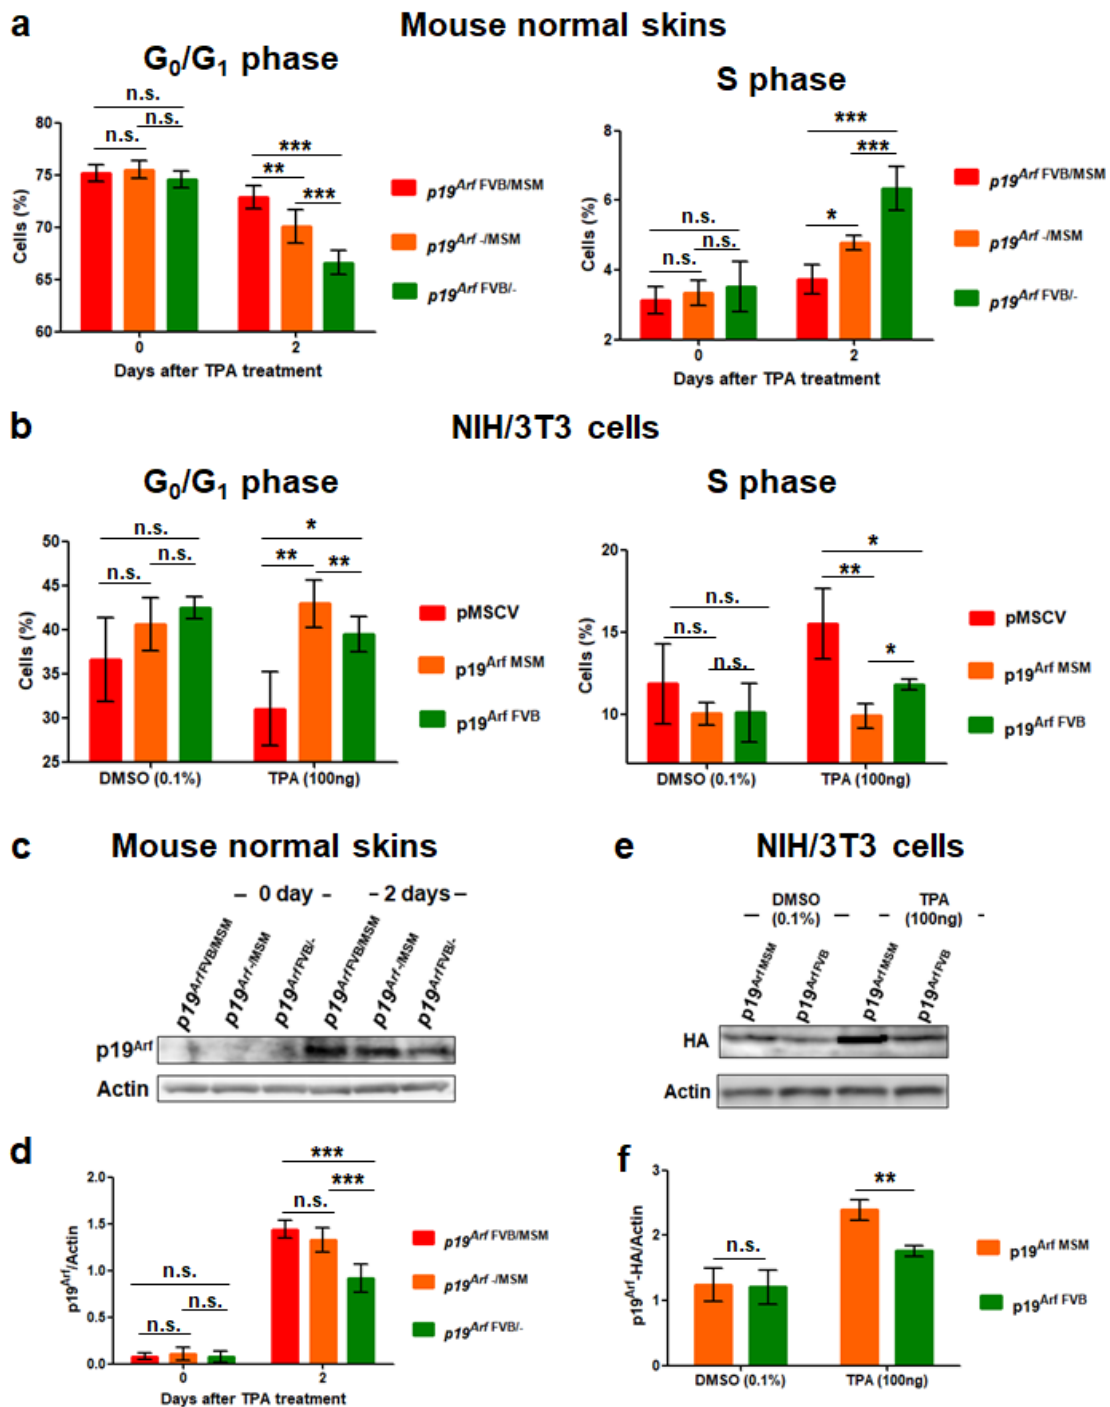 a
Mouse normal skins
G0/G1 phase
S phase
n.s.
n.s.
n.s.
***
**
***
80
75
70
65
60
Cells (%)
0
2
Days after TPA treatment
p19Arf FVB/MSM
p19Arf -/MSM
p19Arf FVB/-
n.s.
n.s.
n.s.
***
***
*
8
6
4
2
Cells (%)
0
2
Days after TPA treatment
p19Arf FVB/MSM
p19Arf -/MSM
p19Arf FVB/-
b
NIH/3T3 cells
G0/G1 phase
S phase
n.s.
n.s.
n.s.
*
**
**
50
45
40
35
30
25
Cells (%)
DMSO (0.1%)
TPA (100ng)
pMSCV
p19Arf MSM
p19Arf FVB
n.s.
n.s.
n.s.
*
**
*
20
15
10
Cells (%)
DMSO (0.1%)
TPA (100ng)
pMSCV
p19Arf MSM
p19Arf FVB
c
Mouse normal skins
– 0 day –
– 2 days –
p19Arf FVB/MSM
p19Arf -/MSM
p19Arf FVB/-
p19Arf FVB/MSM
p19Arf -/MSM
p19Arf FVB/-
p19Arf
Actin
e
NIH/3T3 cells
DMSO
(0.1%)
TPA
(100ng)
p19Arf MSM
p19Arf FVB
p19Arf MSM
p19Arf FVB
HA
Actin
d
n.s.
n.s.
n.s.
***
***
n.s.
2.0
1.5
1.0
0.5
0.0
p19Arf/Actin
0
2
Days after TPA treatment
p19Arf FVB/MSM
p19Arf -/MSM
p19Arf FVB/-
f
n.s.
**
3
2
1
0
p19Arf-HA/Actin
DMSO (0.1%)
TPA (100ng)
p19Arf MSM
p19Arf FVB